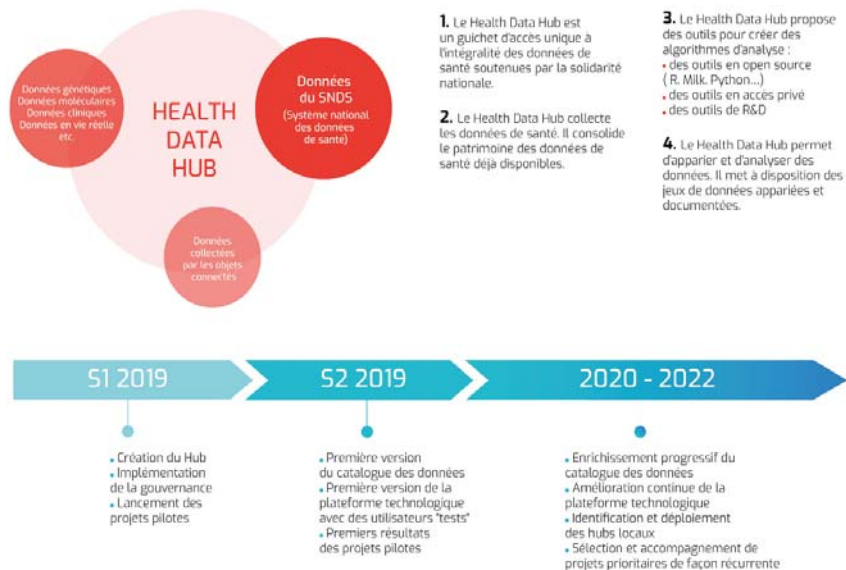 Données génétiques
Données moléculaires
Données cliniques
Données en vie réelle
etc.
HEALTH
DATA
HUB
Données
du SNDS
(Système national
des données
de santé)
Données
collectées
par les objets
connectés
1. Le Health Data Hub est
un guichet d'accès unique à
l'intégralité des données de
santé soutenues par la solidarité
nationale.
2. Le Health Data Hub collecte
les données de santé. Il consolide
le patrimoine des données de
santé déjà disponibles.
3. Le Health Data Hub propose
des outils pour créer des
algorithmes d'analyse :
• des outils en open source
( R. Milk. Python...)
• des outils en accès privé
• des outils de R&D
4. Le Health Data Hub permet
d'apparier et d'analyser des
données. Il met à disposition des
jeux de données appariées et
documentées.
S1 2019
S2 2019
2020 - 2022
• Création du Hub
• Implémentation
de la gouvernance
• Lancement des
projets pilotes
• Première version
du catalogue des données
• Première version de la
plateforme technologique
avec des utilisateurs "tests"
• Premiers résultats
des projets pilotes
• Enrichissement progressif du
catalogue des données
• Amélioration continue de la
plateforme technologique
• Identification et déploiement
des hubs locaux
• Sélection et accompagnement de
projets prioritaires de façon récurrente